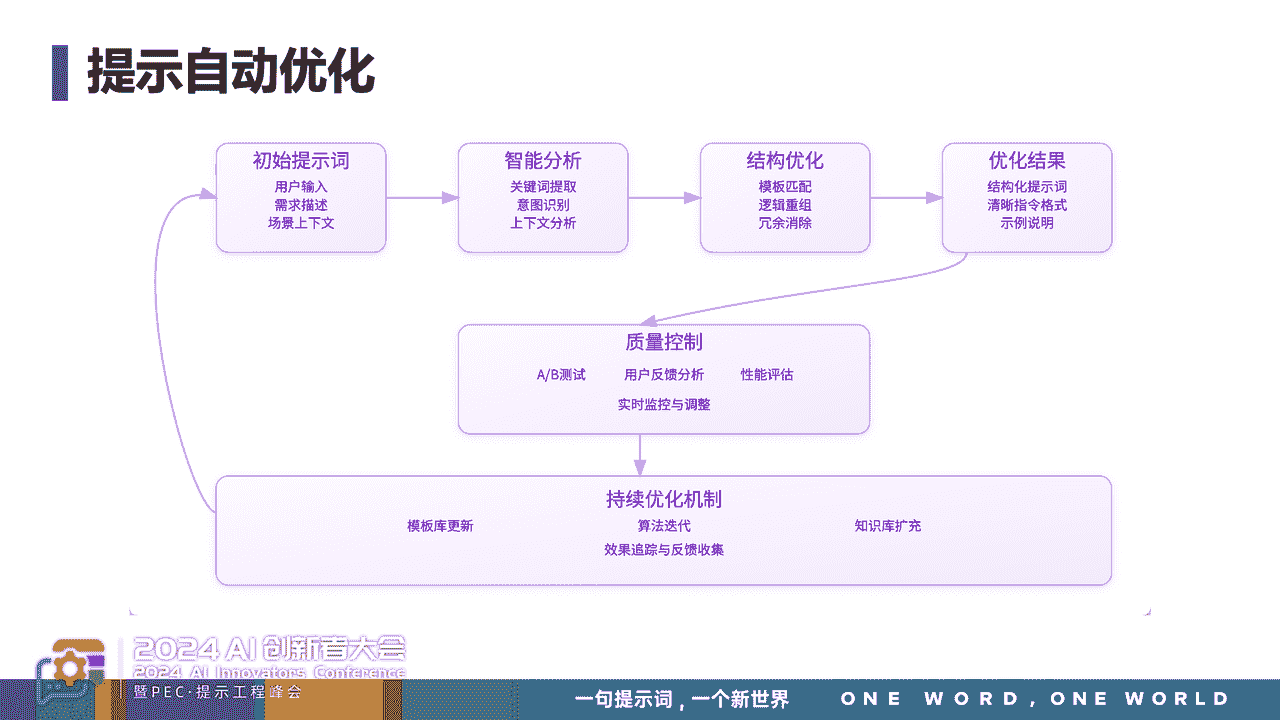 提示自动优化
初始提示词
用户输入
需求描述
场景上下文
智能分析
关键词提取
意图识别
上下文分析
结构优化
模板匹配
逻辑重组
冗余消除
优化结果
结构化提示词
清晰指令格式
示例说明
质量控制
A/B测试 用户反馈分析 性能评估
实时监控与调整
持续优化机制
模板库更新 算法迭代 知识库扩充
效果追踪与反馈收集
2024 AI 创新者大会
2024 AI Innovators Conference
暨PEC·提示工程峰会
一句提示词，一个新世界
ONE WORD, ONE WORLD